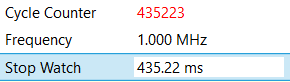 Cycle Counter 435223
Frequency 1.000 MHz
Stop Watch 435.22 ms